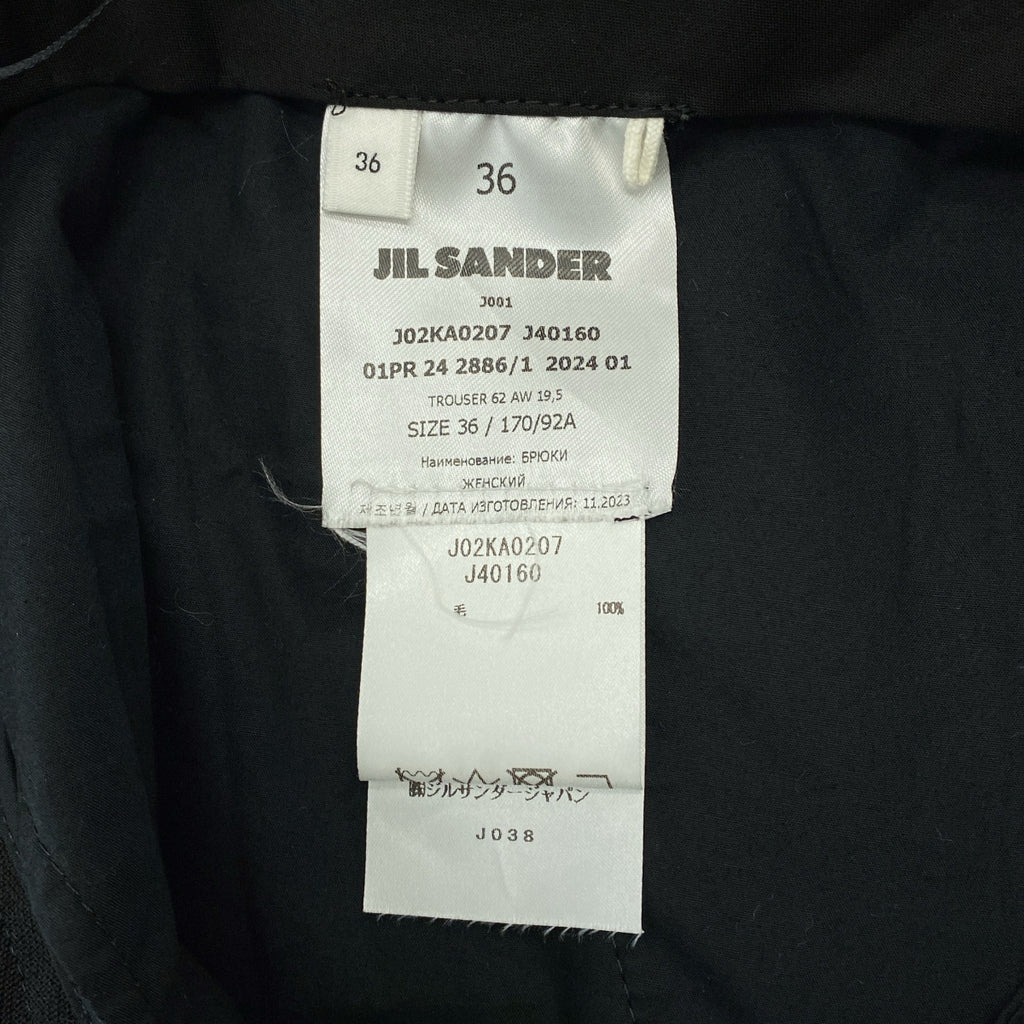 36
36
JIL SANDER
J001
J02KA0207 J40160
01PR 24 2886/1 2024 01
TROUSER 62 AW 19,5
SIZE 36 / 170/92A
Наименование: БРЮКИ
ЖЕНСКИЙ
제조년월 / ДАТА ИЗГОТОВЛЕНИЯ: 11.2023
J02KA0207
J40160
毛 100%
㈱ジルサンダージャパン
J038